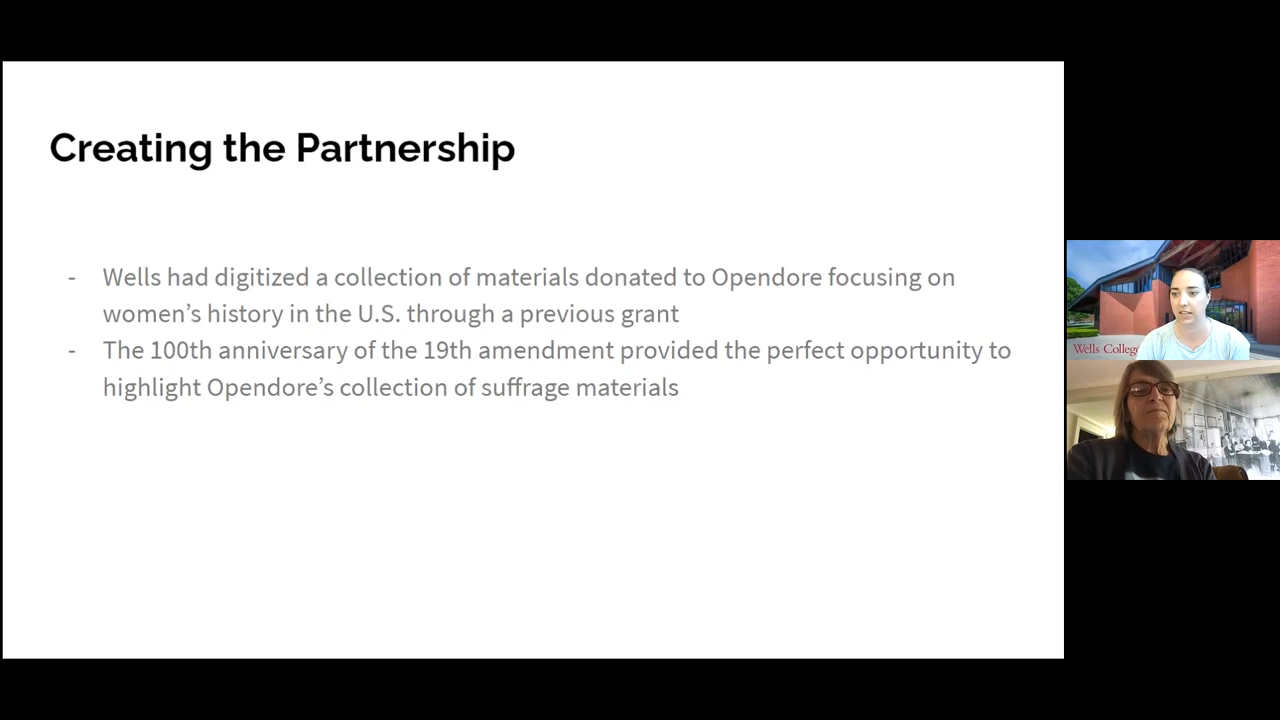 Creating the Partnership
- Wells had digitized a collection of materials donated to Opendore focusing on
women’s history in the U.S. through a previous grant
- The 100th anniversary of the 19th amendment provided the perfect opportunity to
highlight Opendore’s collection of suffrage materials
Wells College